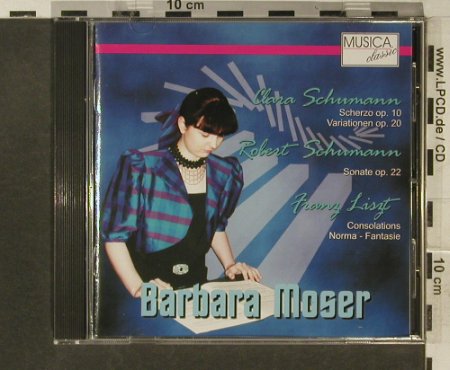 10 cm
MUSICA
classic
Clara Schumann
Scherzo op. 10
Variationen op. 20
Robert Schumann
Sonate op. 22
Franz Liszt
Consolations
Norma - Fantasie
Barbara Moser
www.LPCD.de / CD
10 cm